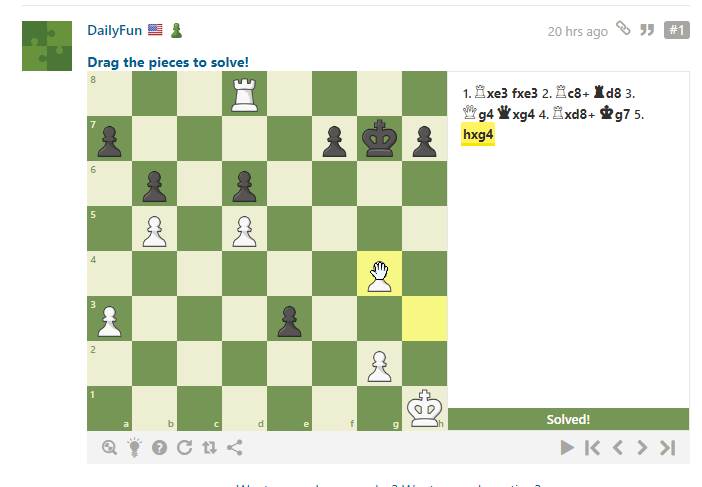 DailyFun
20 hrs ago
#1
Drag the pieces to solve!
8
7
6
5
4
3
2
1
a b c d e f g h
1. ♖xe3 fxe3 2. ♖c8+ ♜d8 3.
♕g4 ♛xg4 4. ♖xd8+ ♚g7 5.
hxg4
Solved!